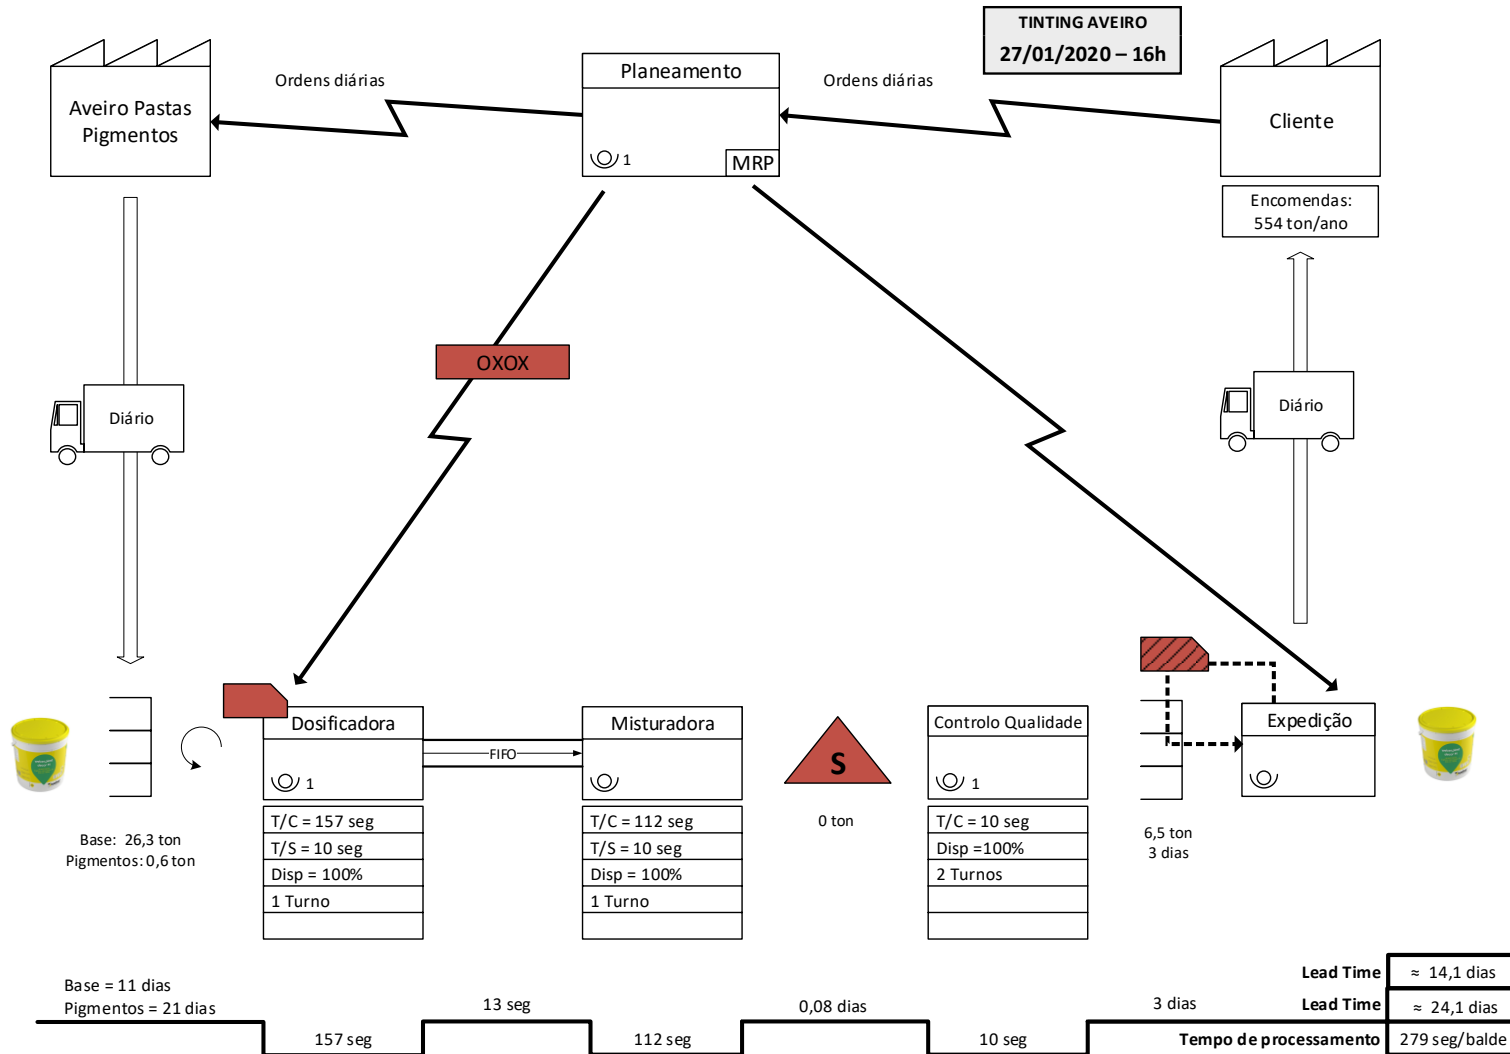 TINTING AVEIRO
27/01/2020 – 16h
Aveiro Pastas
Pigmentos
Ordens diárias
Planeamento
1
MRP
Ordens diárias
Cliente
Encomendas:
554 ton/ano
OXOX
Diário
Diário
Dosificadora
1
T/C = 157 seg
T/S = 10 seg
Disp = 100%
1 Turno
FIFO
Misturadora
T/C = 112 seg
T/S = 10 seg
Disp = 100%
1 Turno
S
0 ton
Controlo Qualidade
1
T/C = 10 seg
Disp =100%
2 Turnos
Expedição
6,5 ton
3 dias
Base: 26,3 ton
Pigmentos: 0,6 ton
Base = 11 dias
Pigmentos = 21 dias
157 seg
13 seg
112 seg
0,08 dias
10 seg
3 dias
Lead Time ≈ 14,1 dias
Lead Time ≈ 24,1 dias
Tempo de processamento 279 seg/balde